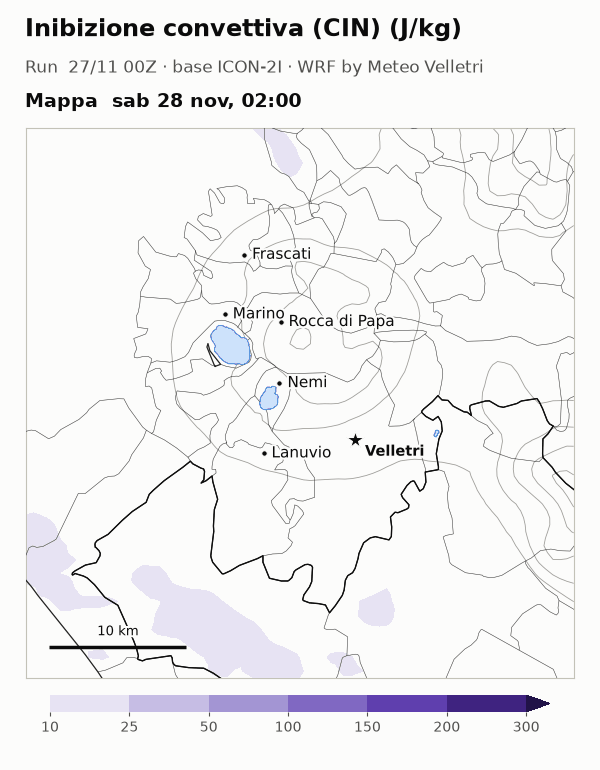 Inibizione convettiva (CIN) (J/kg)
Run  27/11 00Z · base ICON-2I · WRF by Meteo Velletri
Mappa  sab 28 nov, 02:00
Frascati
Marino
Rocca di Papa
Nemi
Velletri
Lanuvio
10 km
10 25 50 100 150 200 300